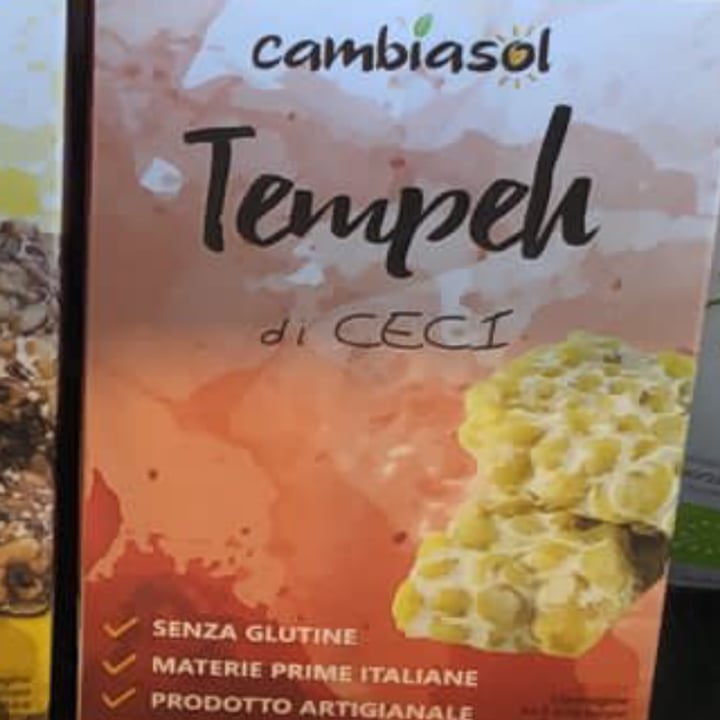 cambiasol
Tempeh
di CECI
SENZA GLUTINE
MATERIE PRIME ITALIANE
PRODOTTO ARTIGIANALE